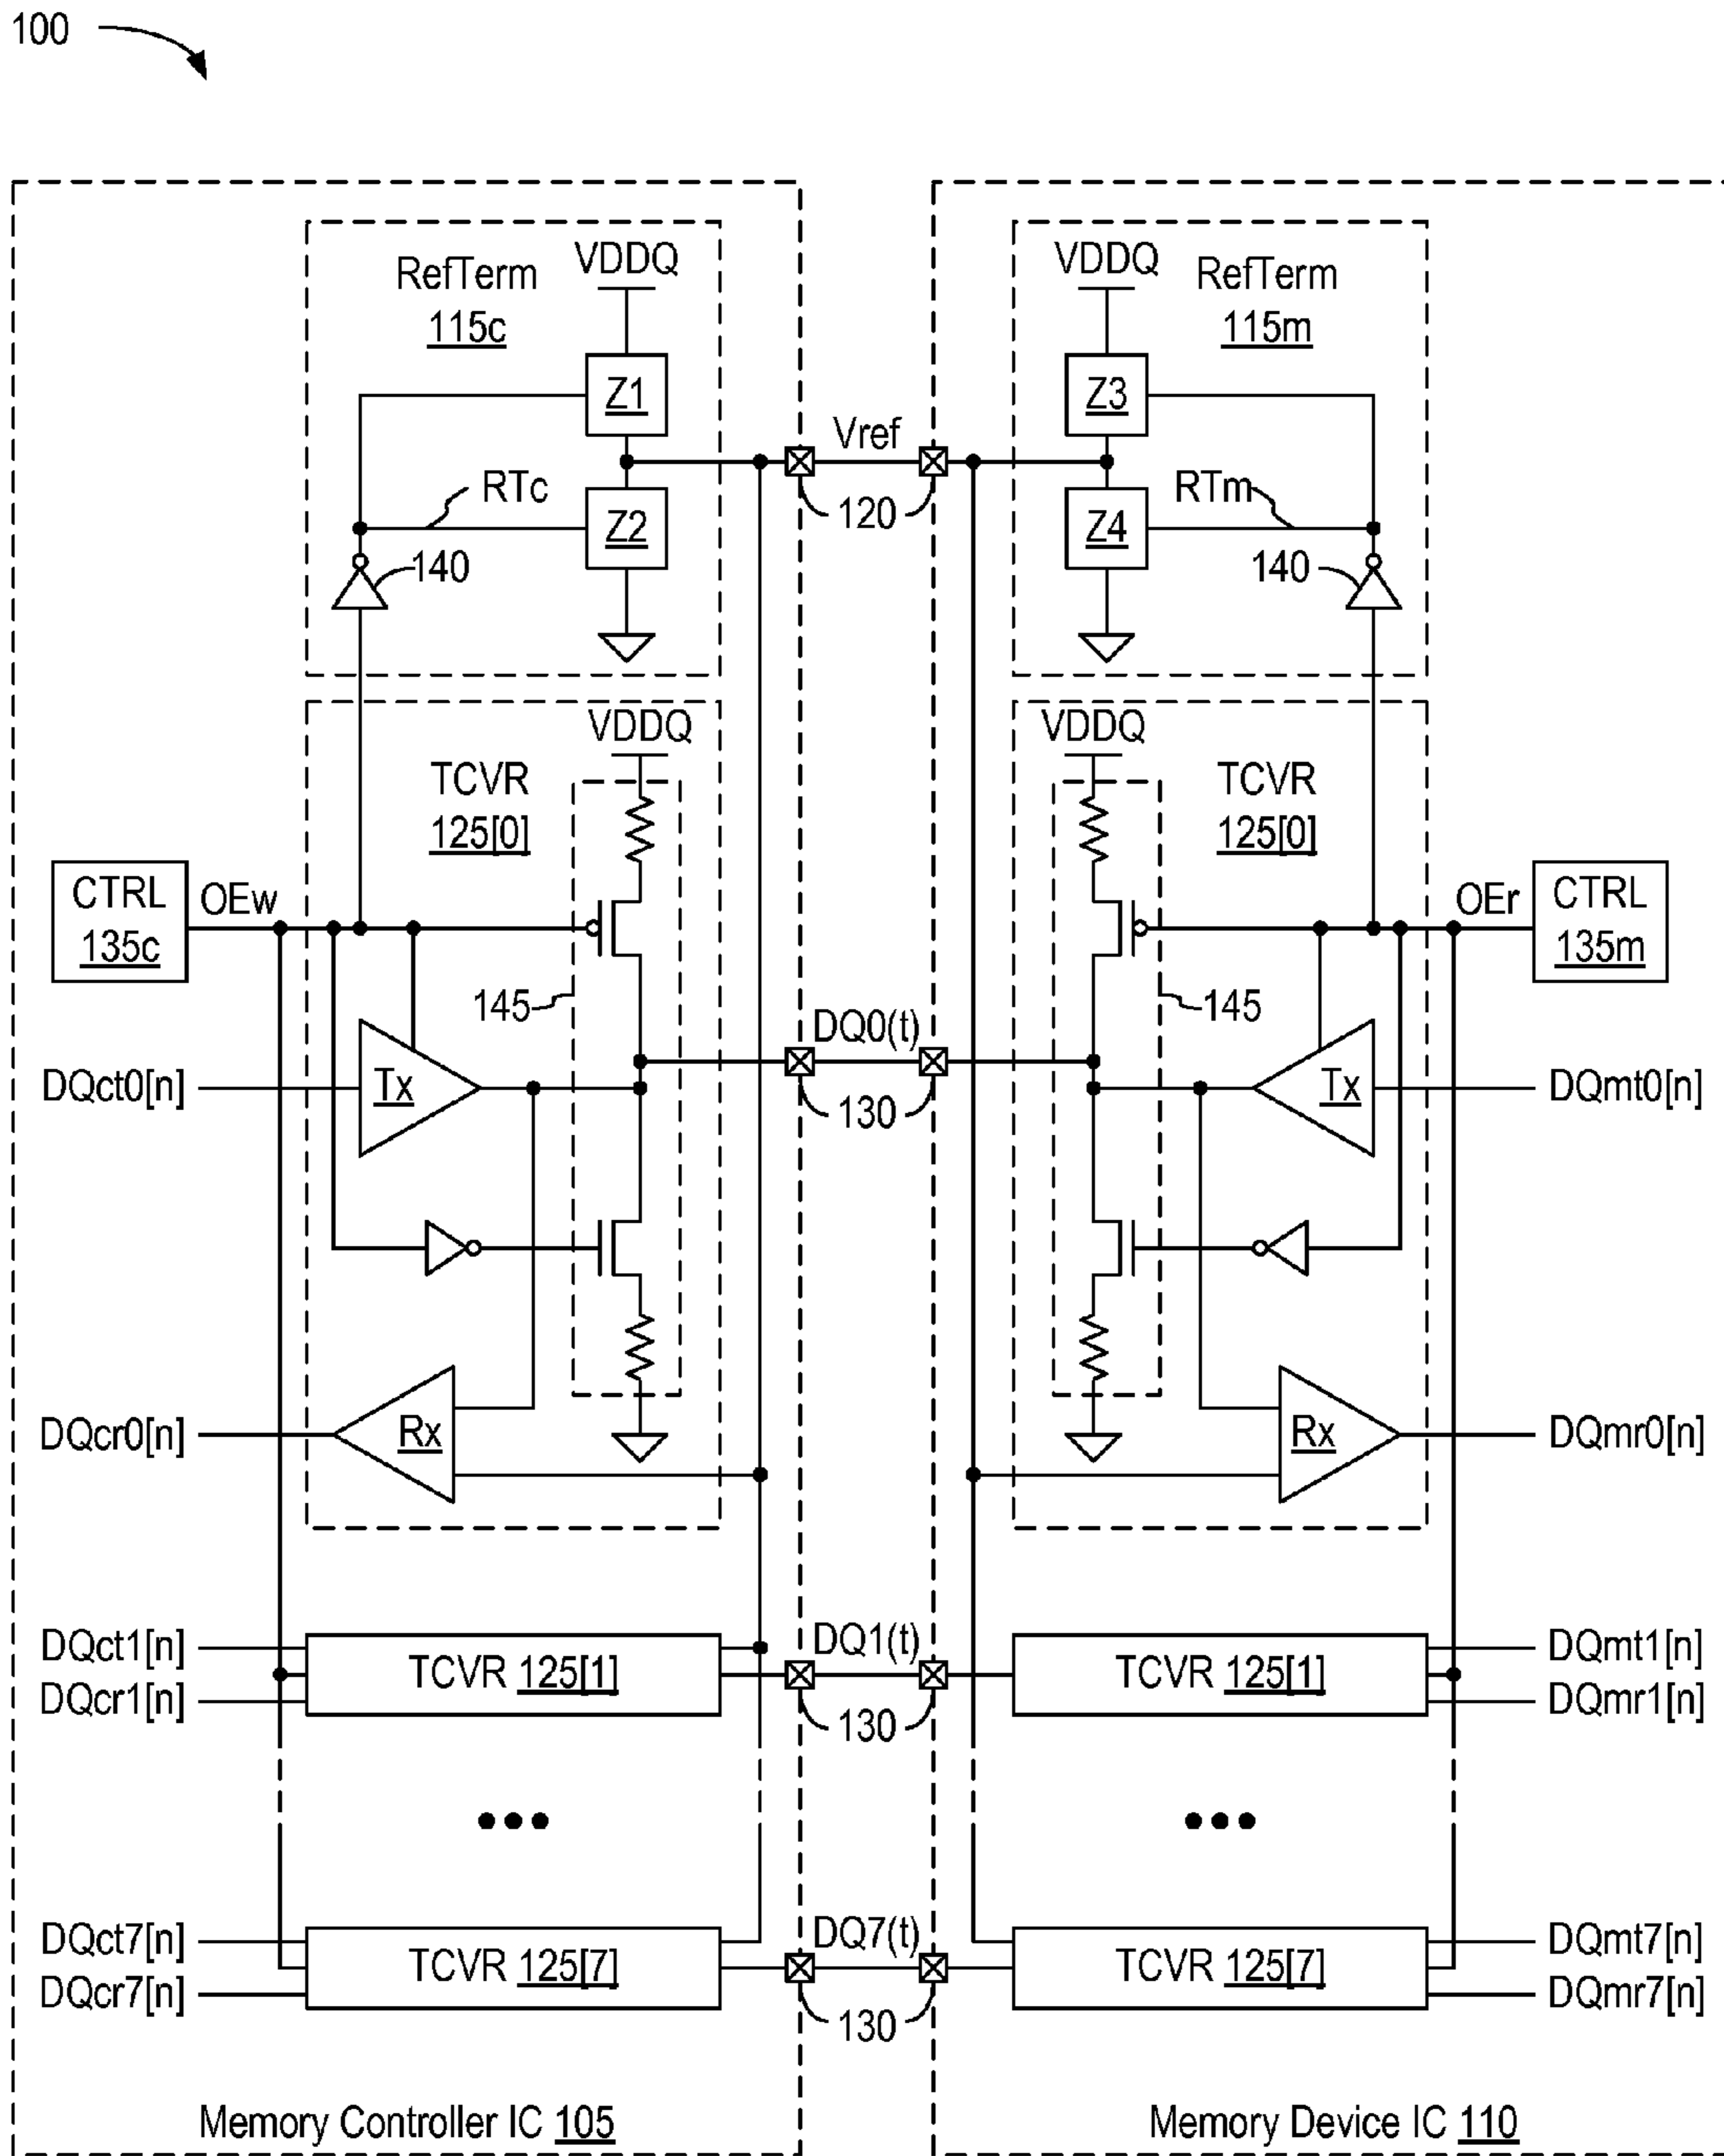 100
VDDQ
RefTerm
115c
Z1
RTc
Z2
140
VDDQ
RefTerm
115m
Z3
RTm
Z4
140
Vref
120
VDDQ
TCVR
125[0]
CTRL
135c
OEw
145
DQct0[n]
Tx
DQcr0[n]
Rx
DQ0(t)
130
VDDQ
TCVR
125[0]
OEr
CTRL
135m
145
Tx
DQmt0[n]
Rx
DQmr0[n]
DQct1[n]
DQcr1[n]
TCVR 125[1]
DQ1(t)
130
TCVR 125[1]
DQmt1[n]
DQmr1[n]
DQct7[n]
DQcr7[n]
TCVR 125[7]
DQ7(t)
130
TCVR 125[7]
DQmt7[n]
DQmr7[n]
Memory Controller IC 105
Memory Device IC 110